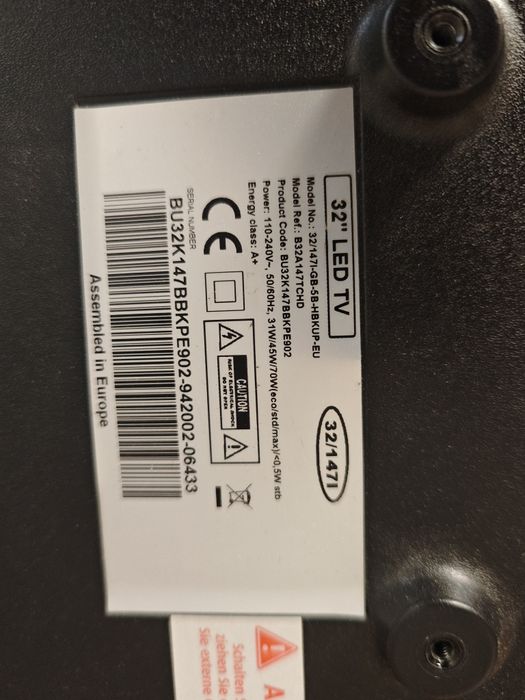 32" LED TV
32/147I
Model No.: 32/147I-GB-5B-HBKUP-EU
Model Ref.: B32A147TCHD
Product Code: BU32K147BBKPE902
Power: 110-240V~, 50/60Hz, 31W/45W/70W(eco/std/max)/<0,5W stb
Energy class: A+
CE
CAUTION
RISK OF ELECTRICAL SHOCK
DO NOT OPEN
SERIAL NUMBER
BU32K147BBKPE902-942002-06433
Assembled in Europe
A
Schalten
ziehen Sie
Sie externe